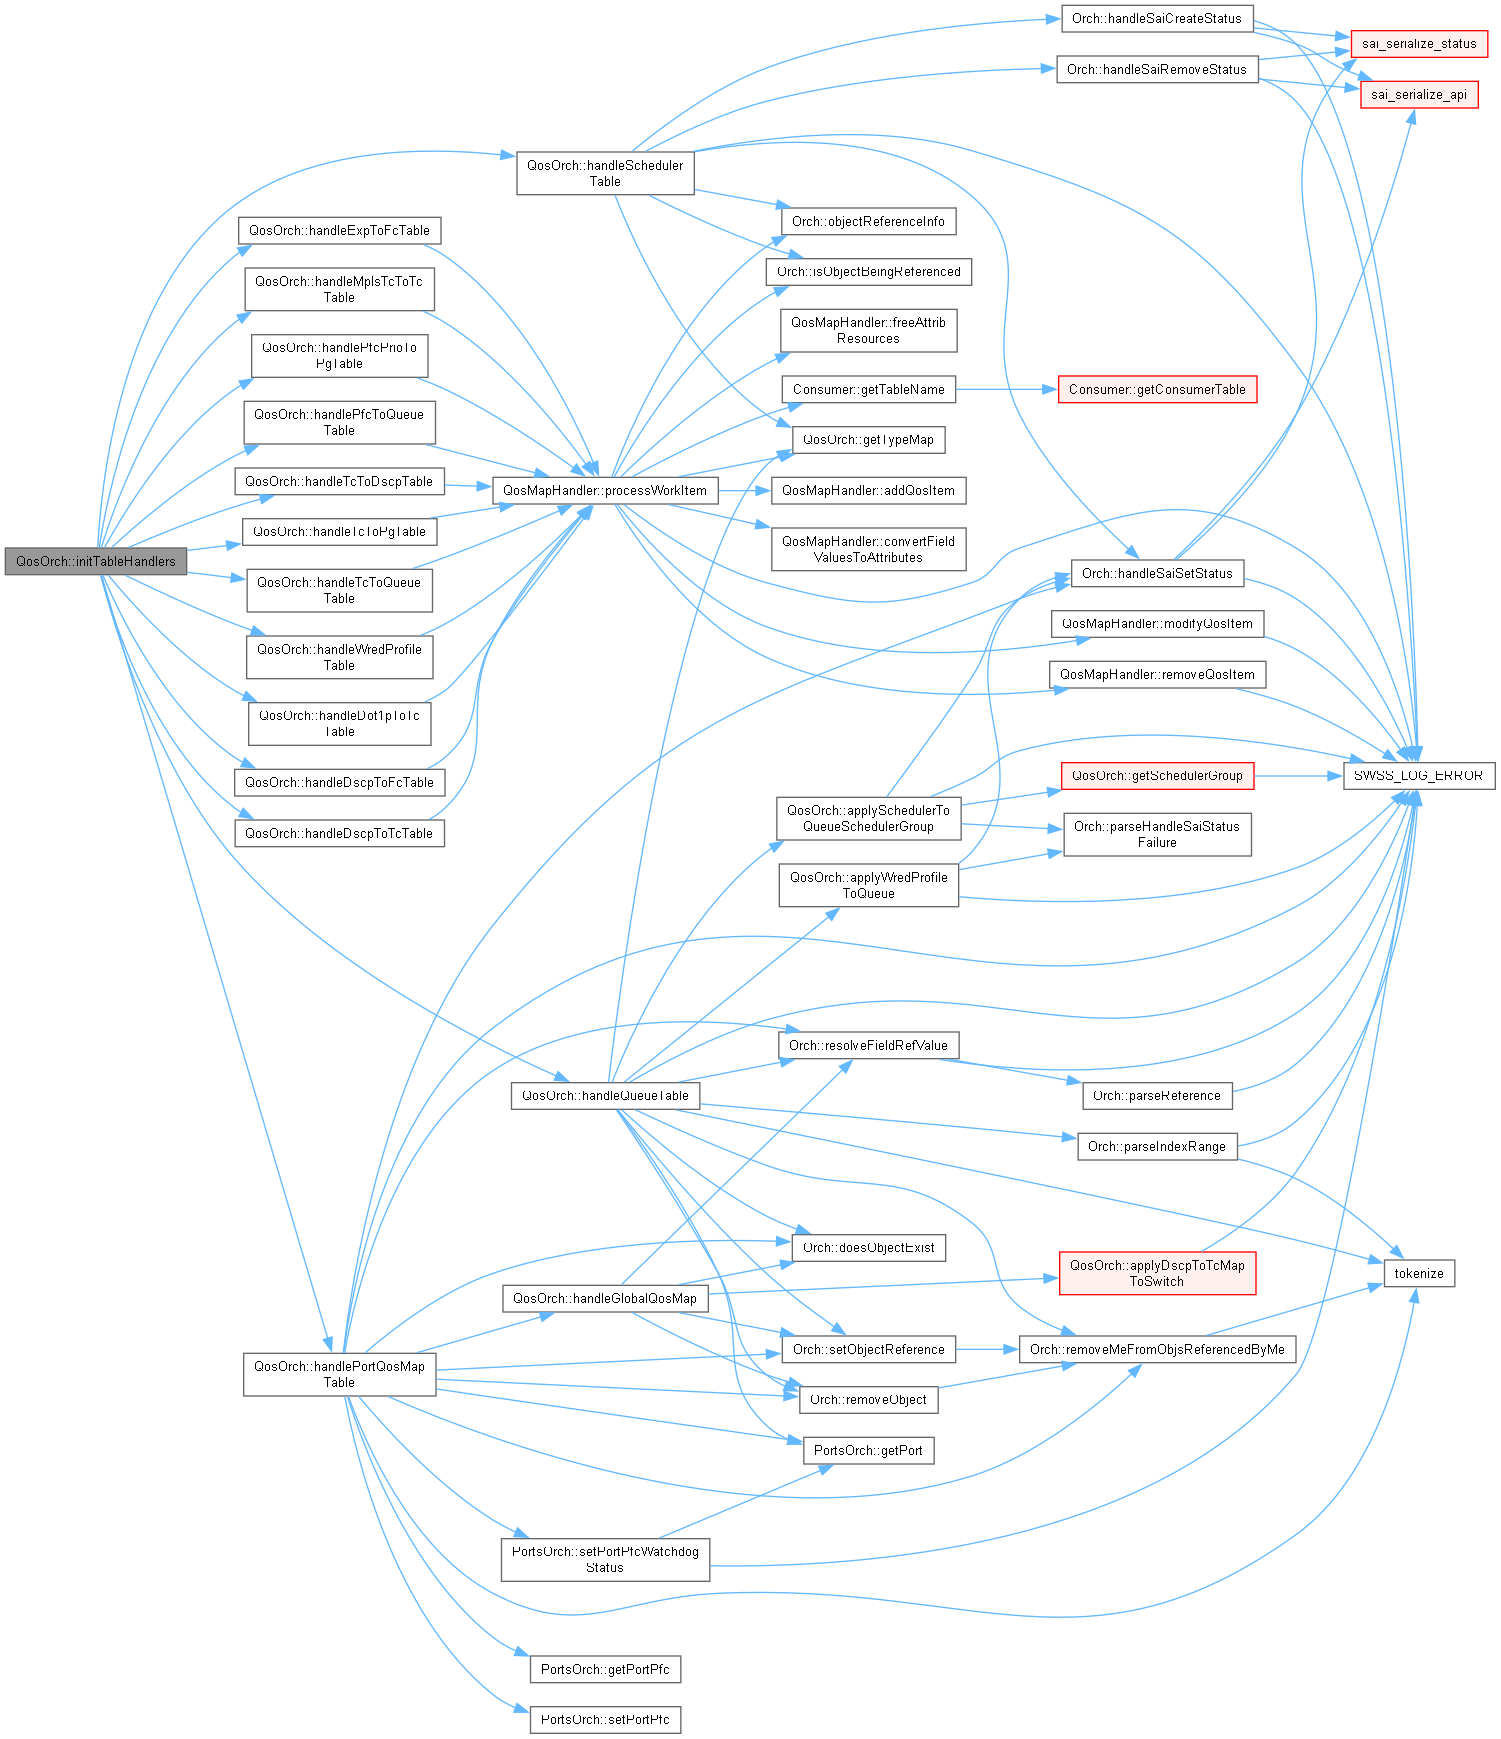 Orch::handleSaiCreateStatus
sai_serialize_status
Orch::handleSaiRemoveStatus
sai_serialize_api
QosOrch::handleScheduler
Table
Orch::objectReferenceInfo
QosOrch::handleExpToFcTable
Orch::isObjectBeingReferenced
QosOrch::handleMplsTcToTc
Table
QosMapHandler::freeAttrib
Resources
QosOrch::handlePfcPrioTo
PgTable
Consumer::getTableName
Consumer::getConsumerTable
QosOrch::handlePfcToQueue
Table
QosOrch::getTypeMap
QosOrch::handleTcToDscpTable
QosMapHandler::processWorkItem
QosMapHandler::addQosItem
QosOrch::handleTcToPgTable
QosMapHandler::convertField
ValuesToAttributes
QosOrch::initTableHandlers
QosOrch::handleTcToQueue
Table
Orch::handleSaiSetStatus
QosMapHandler::modifyQosItem
QosOrch::handleWredProfile
Table
QosMapHandler::removeQosItem
QosOrch::handleDot1pToTc
Table
QosOrch::handleDscpToFcTable
QosOrch::getSchedulerGroup
SWSS_LOG_ERROR
QosOrch::applySchedulerTo
QueueSchedulerGroup
QosOrch::handleDscpToTcTable
Orch::parseHandleSaiStatus
Failure
QosOrch::applyWredProfile
ToQueue
Orch::resolveFieldRefValue
QosOrch::handleQueueTable
Orch::parseReference
Orch::parseIndexRange
Orch::doesObjectExist
QosOrch::applyDscpToTcMap
ToSwitch
tokenize
QosOrch::handleGlobalQosMap
Orch::setObjectReference
Orch::removeMeFromObjsReferencedByMe
QosOrch::handlePortQosMap
Table
Orch::removeObject
PortsOrch::getPort
PortsOrch::setPortPfcWatchdog
Status
PortsOrch::getPortPfc
PortsOrch::setPortPfc